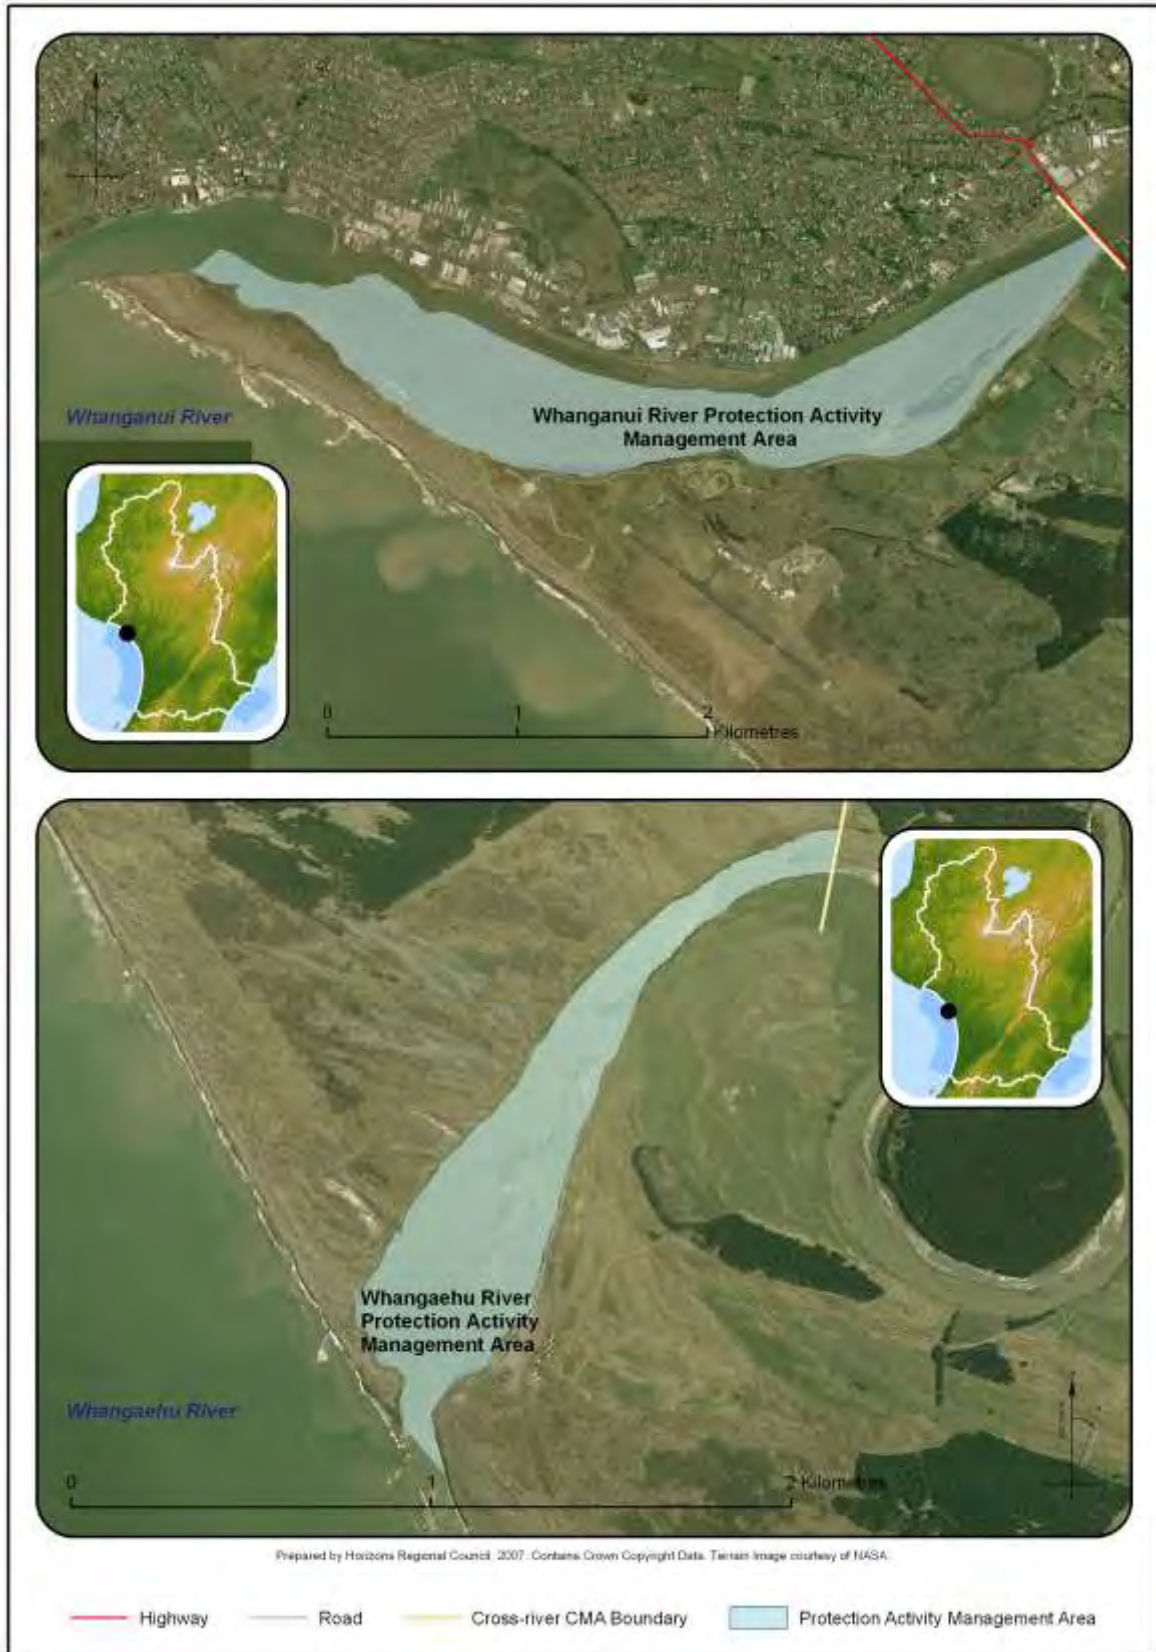 Whanganui River
Whanganui River Protection Activity
Management Area
0 1 2
Kilometres
Whangaehu River
Protection Activity
Management Area
Whangaehu River
0 1 2 Kilometres
Prepared by Horizons Regional Council, 2007. Contains Crown Copyright Data. Terrain Image courtesy of NASA
Highway Road Cross-river CMA Boundary Protection Activity Management Area